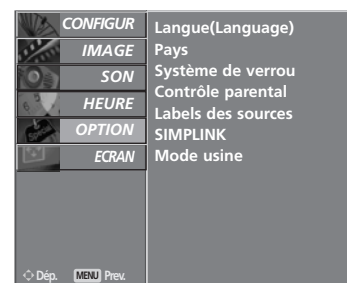 CONFIGUR
IMAGE
SON
HEURE
OPTION
ECRAN
Langue(Language)
Pays
Système de verrou
Contrôle parental
Labels des sources
SIMPLINK
Mode usine
Dép. MENU Prev.